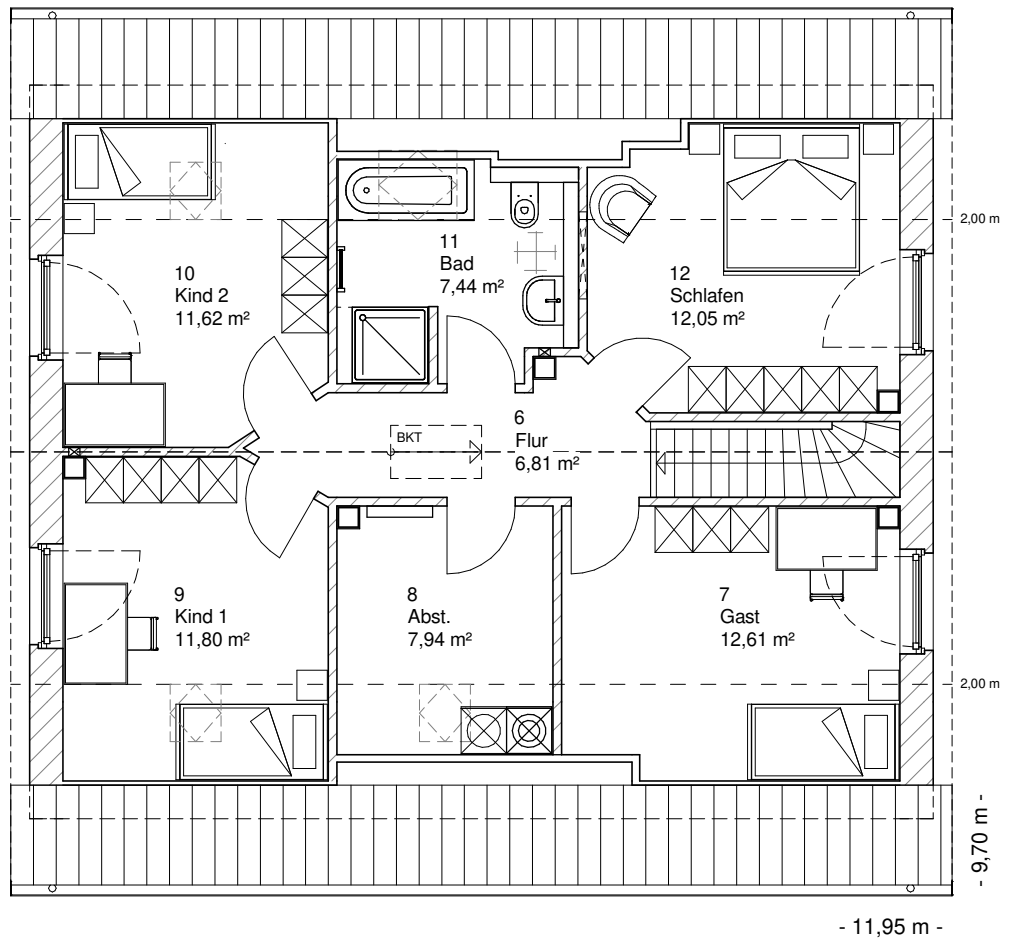 2,00 m
10
Kind 2
11,62 m²
11
Bad
7,44 m²
12
Schlafen
12,05 m²
BKT
6
Flur
6,81 m²
9
Kind 1
11,80 m²
8
Abst.
7,94 m²
7
Gast
12,61 m²
2,00 m
- 9,70 m -
- 11,95 m -